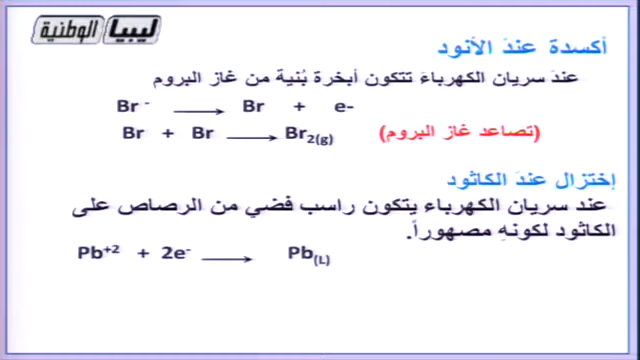 ليبيا الوطنية
أكسدة عند الأنود
عند سريان الكهرباء تتكون أبخرة بُنية من غاز البروم
Br - ⟶ Br + e-
Br + Br ⟶ Br2(g) (تصاعد غاز البروم)
إختزال عند الكاثود
عند سريان الكهرباء يتكون راسب فضي من الرصاص على
الكاثود لكونهِ مصهوراً.
Pb+2 + 2e- ⟶ Pb(L)